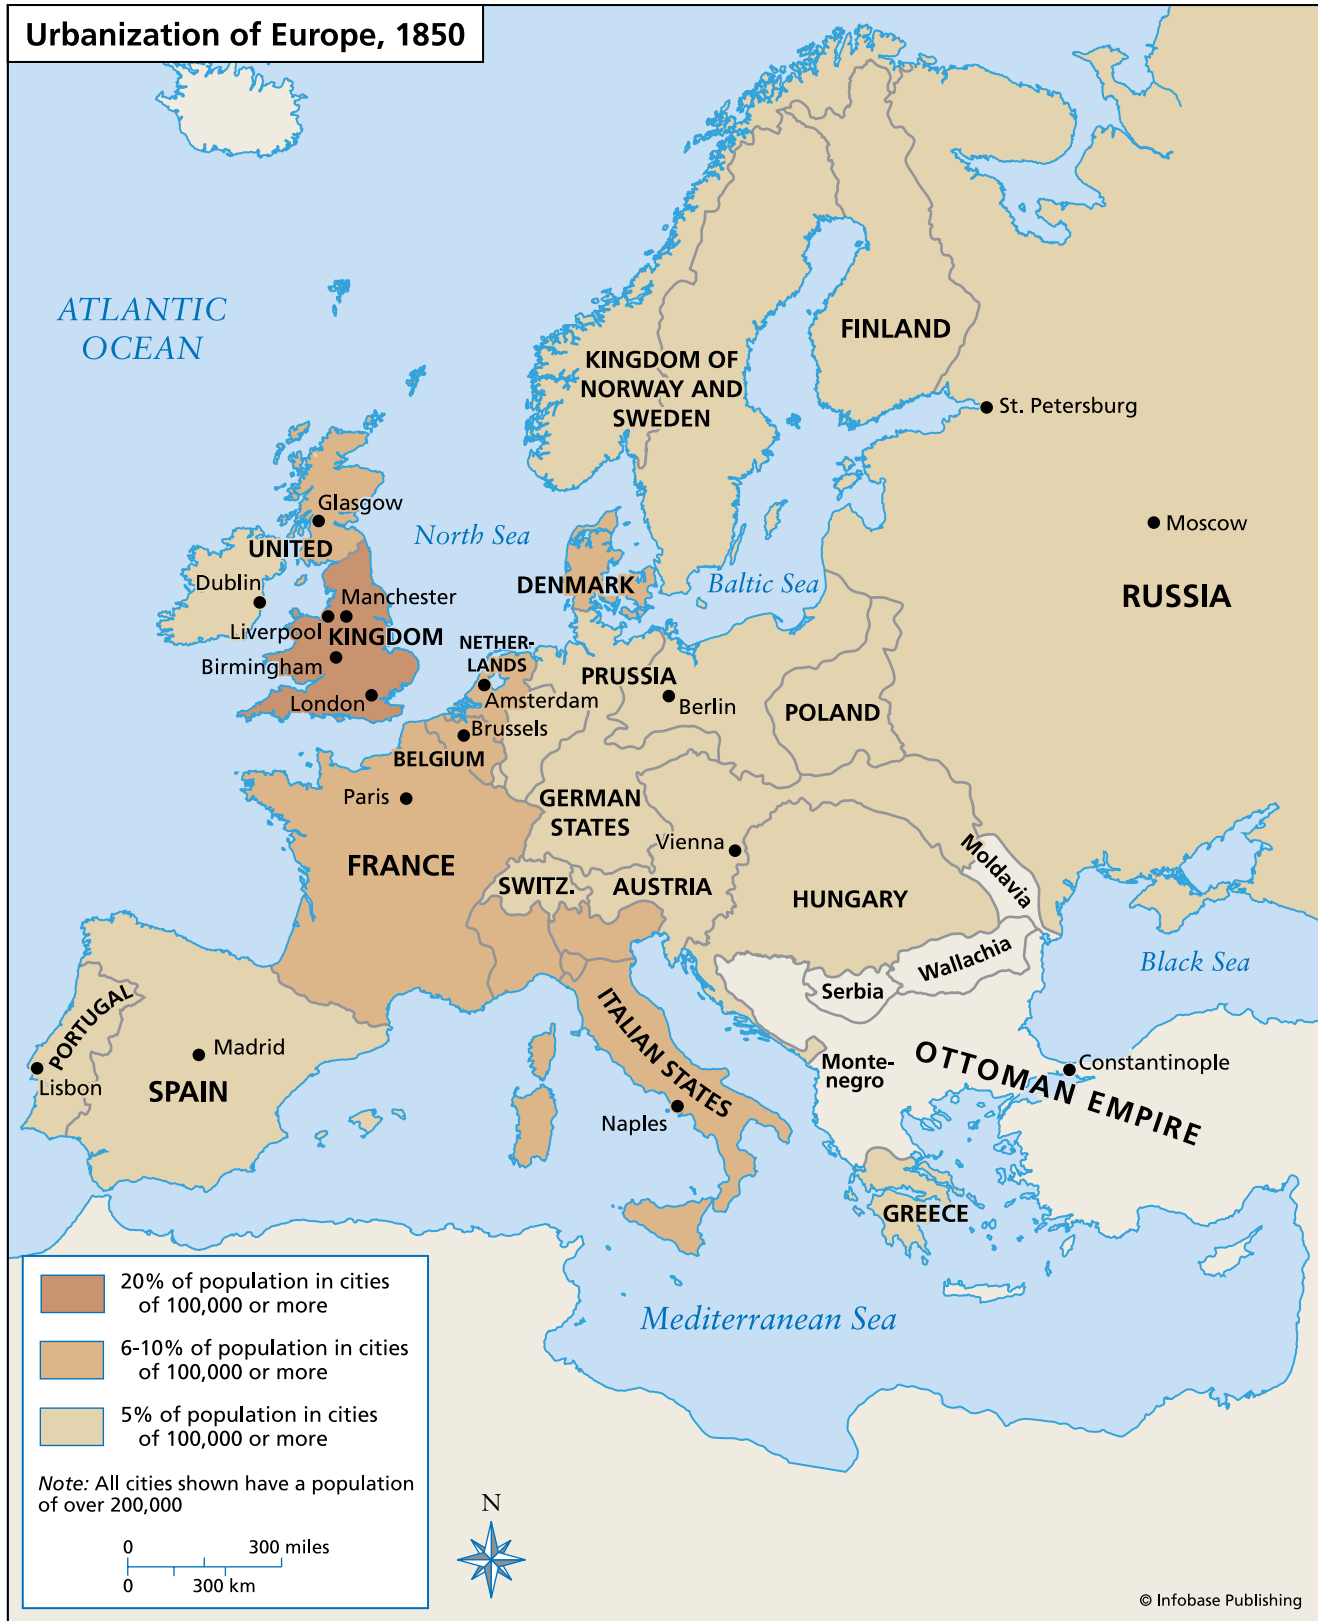 Urbanization of Europe, 1850
ATLANTIC
OCEAN
FINLAND
KINGDOM OF
NORWAY AND
SWEDEN
St. Petersburg
Glasgow
North Sea
Moscow
UNITED
Dublin
DENMARK
Baltic Sea
RUSSIA
Manchester
Liverpool
KINGDOM
NETHER-
LANDS
Birmingham
PRUSSIA
London
Amsterdam
Berlin
POLAND
Brussels
BELGIUM
Paris
GERMAN
STATES
Vienna
Moldavia
FRANCE
SWITZ.
AUSTRIA
HUNGARY
Wallachia
Black Sea
Serbia
PORTUGAL
ITALIAN STATES
Madrid
Lisbon
SPAIN
Monte-
negro
OTTOMAN EMPIRE
Constantinople
Naples
GREECE
Mediterranean Sea
20% of population in cities
of 100,000 or more
6-10% of population in cities
of 100,000 or more
5% of population in cities
of 100,000 or more
Note: All cities shown have a population
of over 200,000
0 300 miles
0 300 km
N
© Infobase Publishing